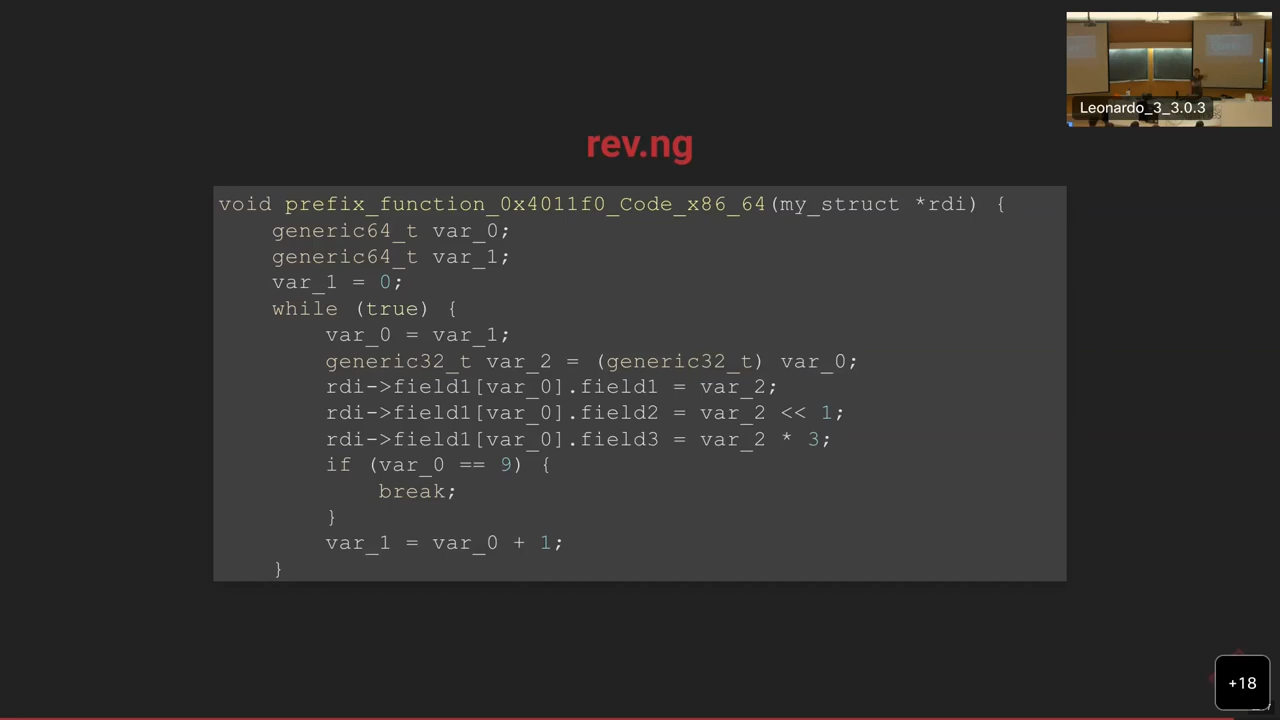 Leonardo_3_3.0.3
rev.ng
void prefix_function_0x4011f0_Code_x86_64(my_struct *rdi) {
    generic64_t var_0;
    generic64_t var_1;
    var_1 = 0;
    while (true) {
        var_0 = var_1;
        generic32_t var_2 = (generic32_t) var_0;
        rdi->field1[var_0].field1 = var_2;
        rdi->field1[var_0].field2 = var_2 << 1;
        rdi->field1[var_0].field3 = var_2 * 3;
        if (var_0 == 9) {
            break;
        }
        var_1 = var_0 + 1;
    }
+18